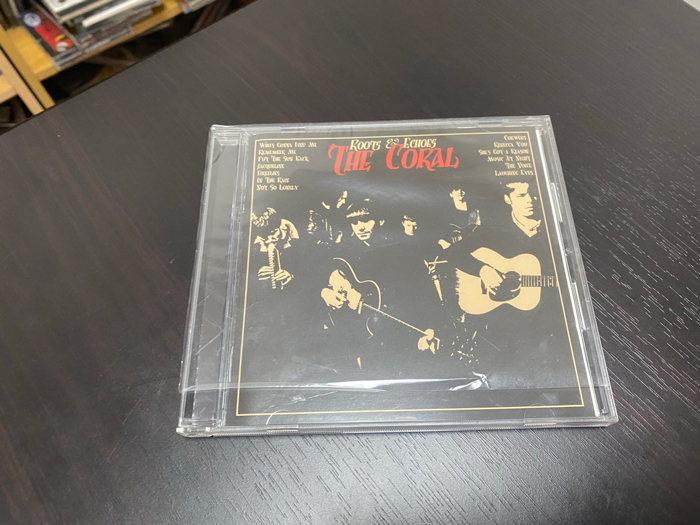 Roots & Echoes
The Coral
Who's Gonna Find Me
Remember Me
Put The Sun Back
Jacqueline
Fireflies
In The Rain
Not So Lonely
Cobwebs
Rebecca You
She's Got A Reason
Music At Night
The Voice
Laughing Eyes